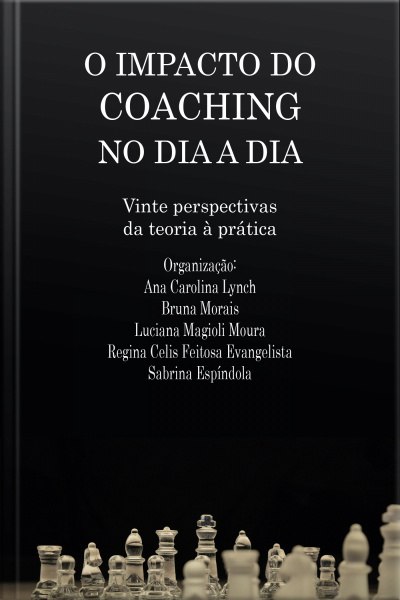 O IMPACTO DO
COACHING
NO DIA A DIA
Vinte perspectivas
da teoria à prática
Organização:
Ana Carolina Lynch
Bruna Morais
Luciana Magioli Moura
Regina Celis Feitosa Evangelista
Sabrina Espíndola